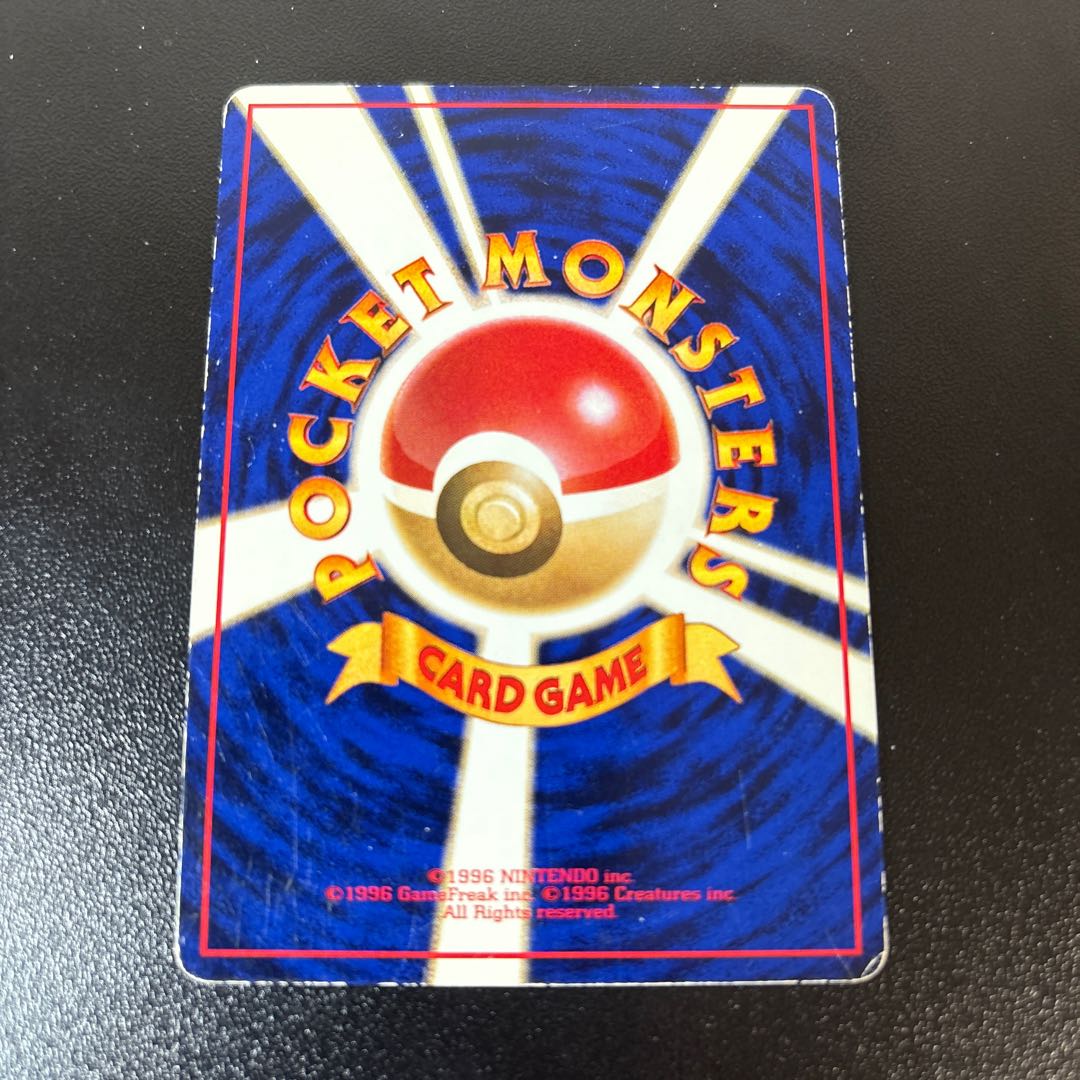 POCKET MONSTERS
CARD GAME
©1996 NINTENDO inc.
©1996 GameFreak inc. ©1996 Creatures inc.
All Rights reserved.